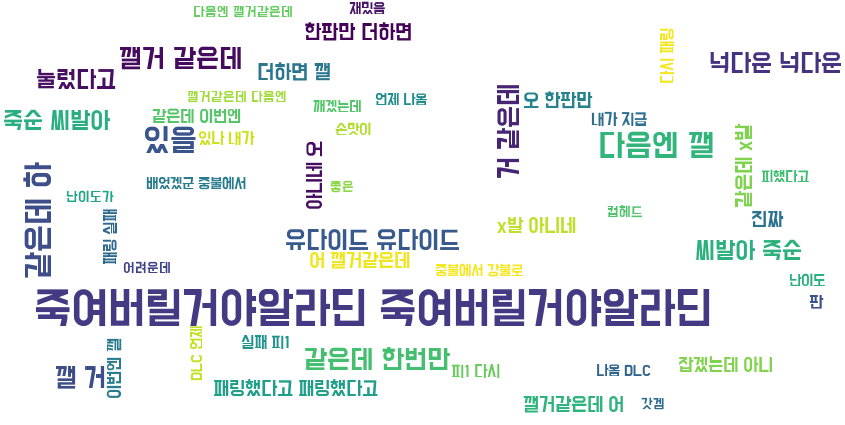 다음엔 깰거같은데
재밌음
한판만 더하면
깰거 같은데
다시 패링
넉다운 넉다운
눌렀다고
더하면 깰
깰거같은데 다음엔
언제 나옴
오 한판만
깨겠는데
죽순 씨발아
같은데 이번엔
거 같은데
내가 지금
있을
있나 내가
손맛이
다음엔 깰
같은데 x발
아니네 오
피했다고
같은데 하
배었겠군 중불에서
좋은
난이도가
컵헤드
진짜
패링 실패
x발 아니네
유다이드 유다이드
씨발아 죽순
어 깰거같은데
어려운데
중불에서 강불로
난이도
죽여버릴거야알라딘 죽여버릴거야알라딘
판
DLC 언제
실패 피1
이번엔 깰
같은데 한번만
깰 거
피1 다시
나옴 DLC
잡겠는데 아니
패링했다고 패링했다고
깰거같은데 어
갓겜